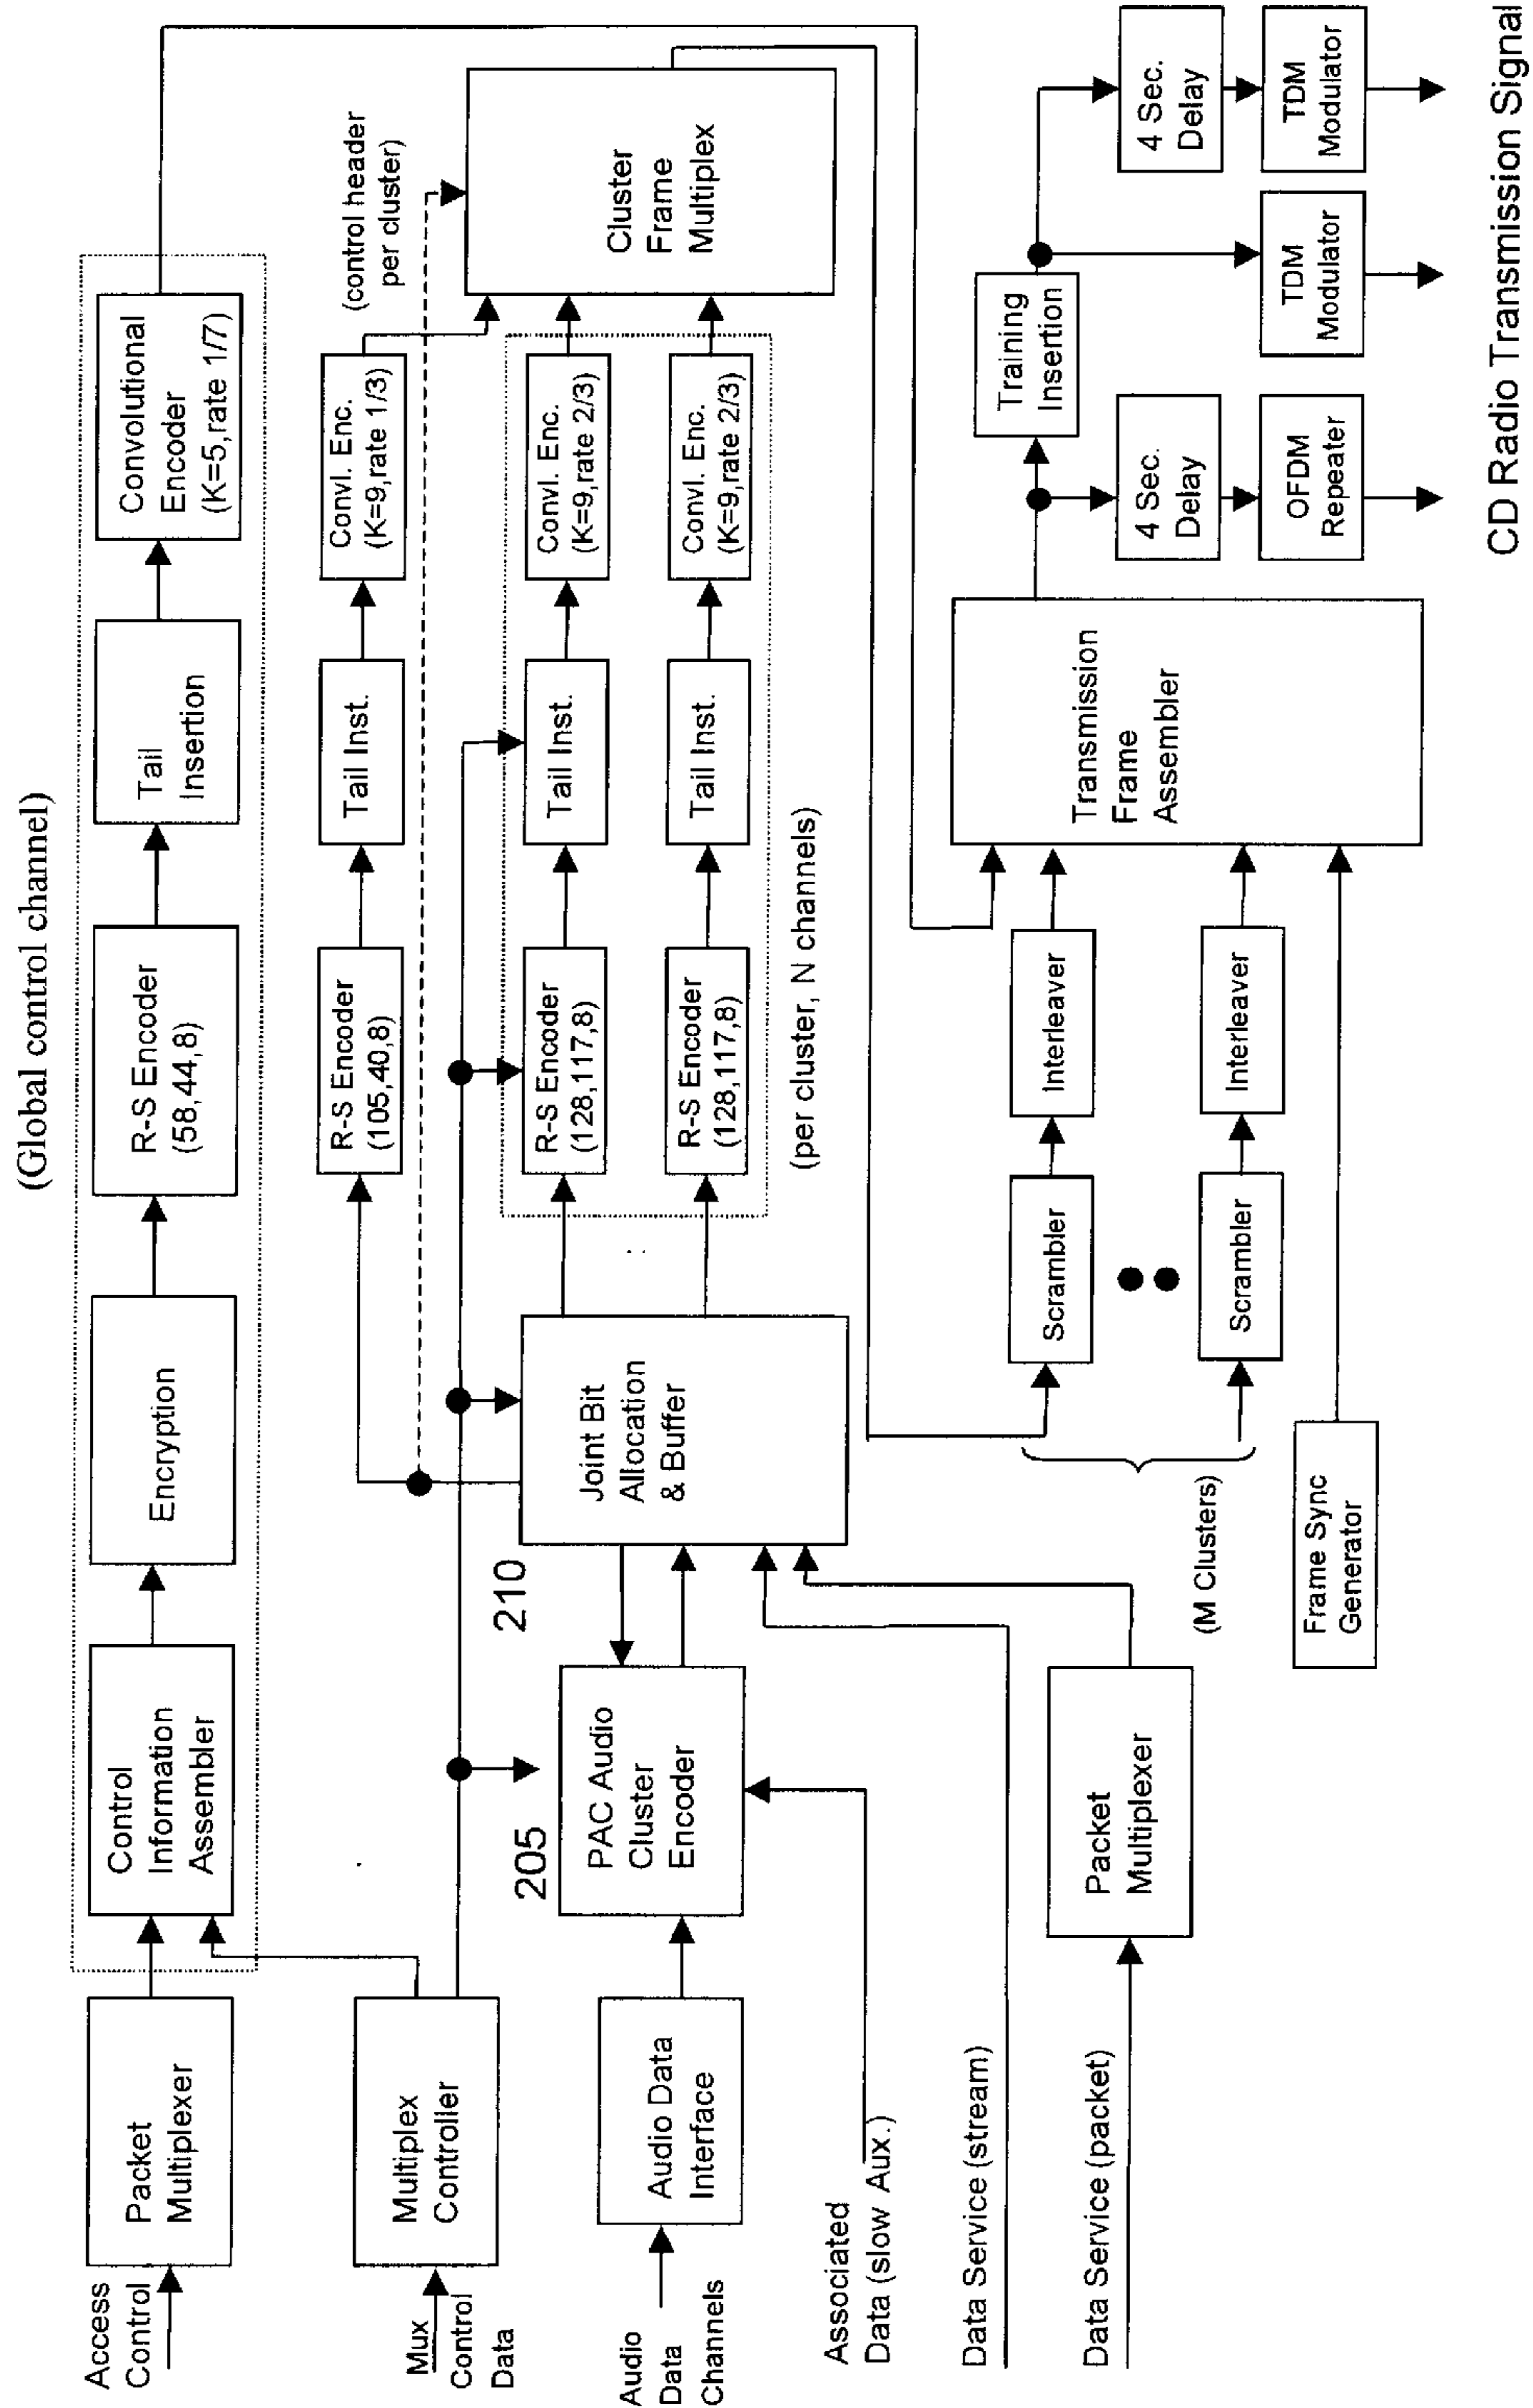 (Global control channel)
Access
Control
Packet
Multiplexer
Control
Information
Assembler
Encryption
R-S Encoder
(58,44,8)
Tail
Insertion
Convolutional
Encoder
(K=5,rate 1/7)
Mux
Control
Data
Multiplex
Controller
R-S Encoder
(105,40,8)
Tail Inst.
Convl. Enc.
(K=9,rate 1/3)
(control header
per cluster)
Audio
Data
Channels
Audio Data
Interface
205
PAC Audio
Cluster
Encoder
210
Joint Bit
Allocation
& Buffer
R-S Encoder
(128,117,8)
Tail Inst.
Convl. Enc.
(K=9,rate 2/3)
R-S Encoder
(128,117,8)
Tail Inst.
Convl. Enc.
(K=9,rate 2/3)
(per cluster, N channels)
Cluster
Frame
Multiplex
Associated
Data (slow Aux.)
Data Service (stream)
Data Service (packet)
Packet
Multiplexer
(M Clusters)
Scrambler
Interleaver
Scrambler
Interleaver
Frame Sync
Generator
Transmission
Frame
Assembler
Training
Insertion
4 Sec.
Delay
OFDM
Repeater
TDM
Modulator
4 Sec.
Delay
TDM
Modulator
CD Radio Transmission Signal